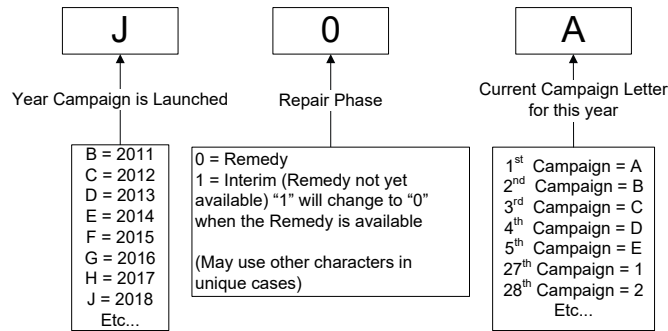 J
0
A
Year Campaign is Launched
Repair Phase
Current Campaign Letter
for this year
B = 2011
C = 2012
D = 2013
E = 2014
F = 2015
G = 2016
H = 2017
J = 2018
Etc...
0 = Remedy
1 = Interim (Remedy not yet
available) “1” will change to “0”
when the Remedy is available
(May use other characters in
unique cases)
1st Campaign = A
2nd Campaign = B
3rd Campaign = C
4th Campaign = D
5th Campaign = E
27th Campaign = 1
28th Campaign = 2
Etc...